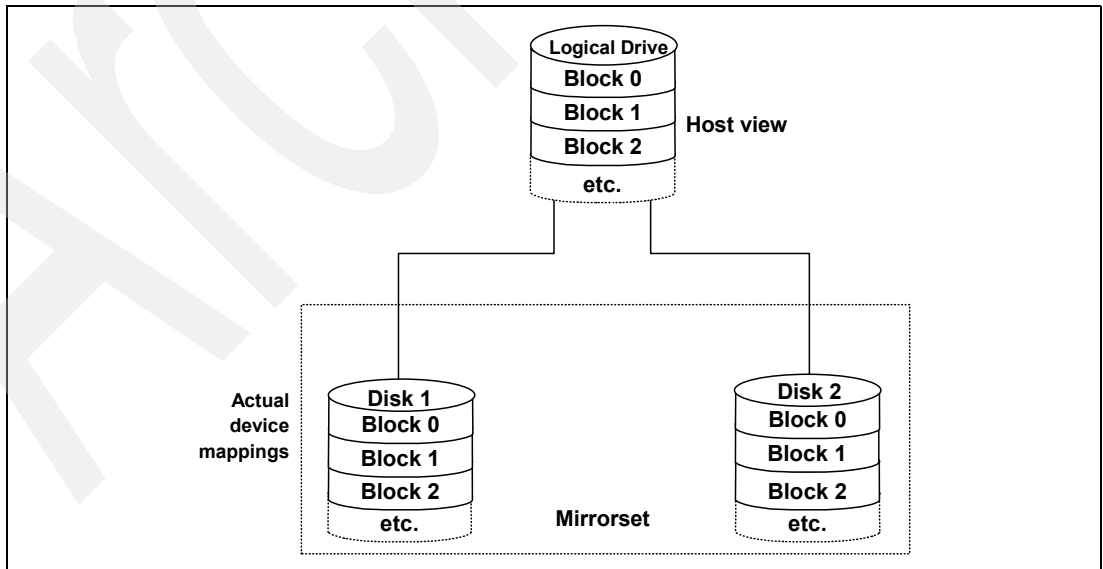 Logical Drive
Block 0
Block 1
Block 2
etc.
Host view
Actual
device
mappings
Disk 1
Block 0
Block 1
Block 2
etc.
Mirrorset
Disk 2
Block 0
Block 1
Block 2
etc.